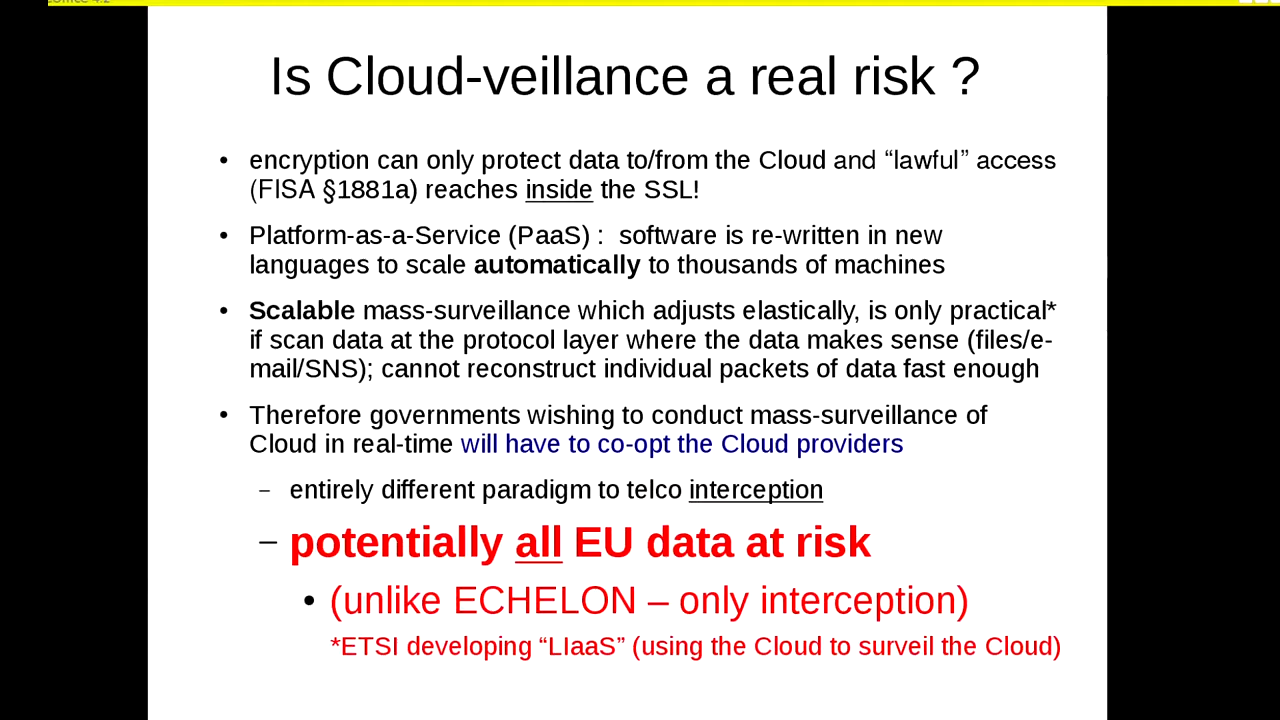 Is Cloud-veillance a real risk ?
• encryption can only protect data to/from the Cloud and “lawful” access
(FISA §1881a) reaches inside the SSL!
• Platform-as-a-Service (PaaS) : software is re-written in new
languages to scale automatically to thousands of machines
• Scalable mass-surveillance which adjusts elastically, is only practical*
if scan data at the protocol layer where the data makes sense (files/e-
mail/SNS); cannot reconstruct individual packets of data fast enough
• Therefore governments wishing to conduct mass-surveillance of
Cloud in real-time will have to co-opt the Cloud providers
– entirely different paradigm to telco interception
– potentially all EU data at risk
• (unlike ECHELON – only interception)
*ETSI developing “LIaaS” (using the Cloud to surveil the Cloud)